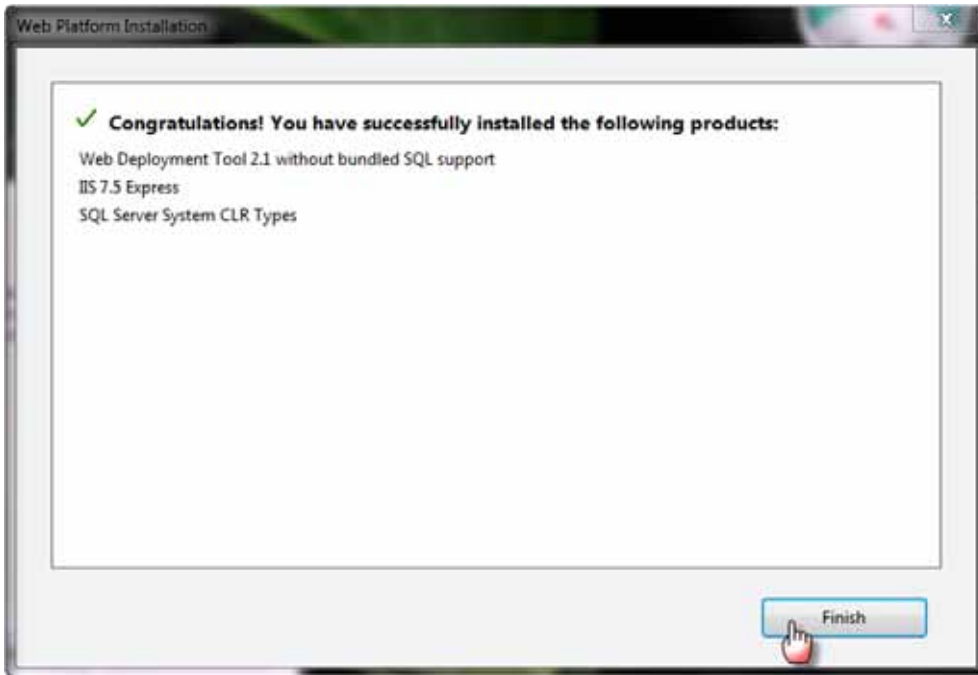 Web Platform Installation
Congratulations! You have successfully installed the following products:
Web Deployment Tool 2.1 without bundled SQL support
IIS 7.5 Express
SQL Server System CLR Types
Finish